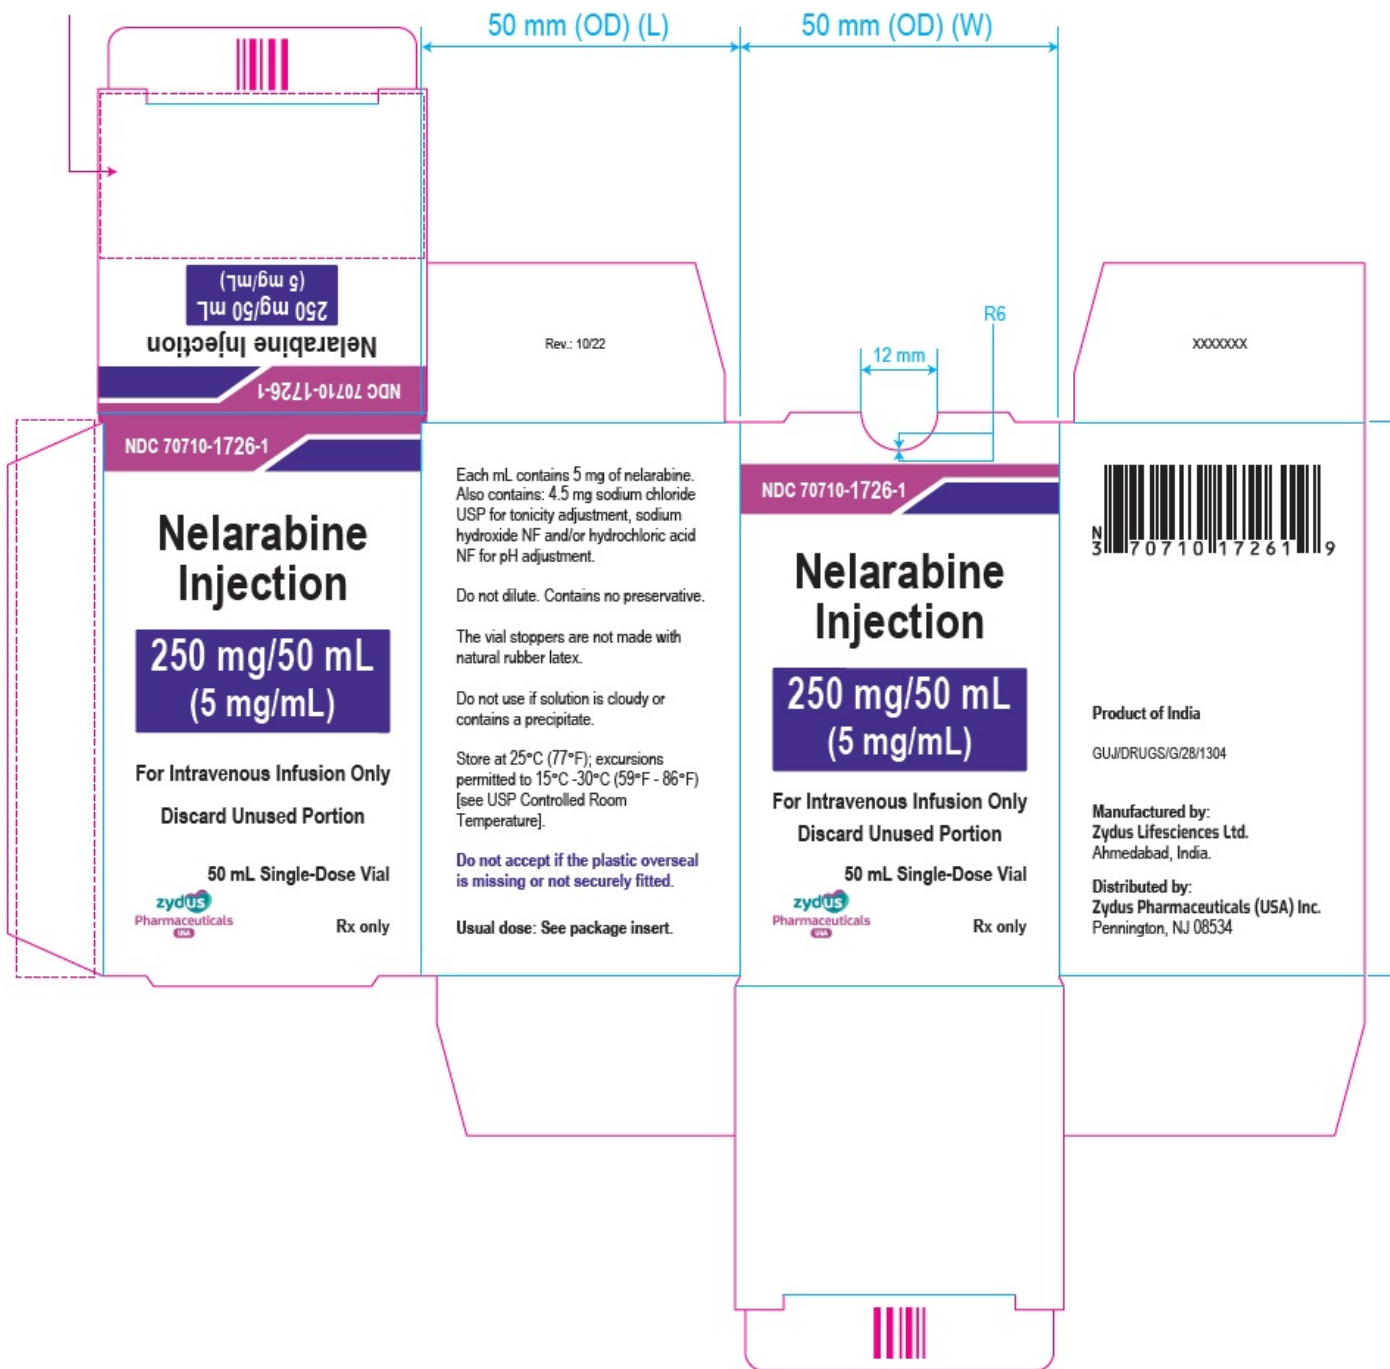 50 mm (OD) (L)
50 mm (OD) (W)
250 mg/50 mL
(5 mg/mL)
Nelarabine Injection
NDC 70710-1726-1
Rev.: 10/22
12 mm
R6
XXXXXXX
NDC 70710-1726-1
Nelarabine
Injection
250 mg/50 mL
(5 mg/mL)
For Intravenous Infusion Only
Discard Unused Portion
50 mL Single-Dose Vial
zydus
Pharmaceuticals
USA
Rx only
Each mL contains 5 mg of nelarabine.
Also contains: 4.5 mg sodium chloride
USP for tonicity adjustment, sodium
hydroxide NF and/or hydrochloric acid
NF for pH adjustment.
Do not dilute. Contains no preservative.
The vial stoppers are not made with
natural rubber latex.
Do not use if solution is cloudy or
contains a precipitate.
Store at 25°C (77°F); excursions
permitted to 15°C -30°C (59°F - 86°F)
[see USP Controlled Room
Temperature].
Do not accept if the plastic overseal
is missing or not securely fitted.
Usual dose: See package insert.
NDC 70710-1726-1
Nelarabine
Injection
250 mg/50 mL
(5 mg/mL)
For Intravenous Infusion Only
Discard Unused Portion
50 mL Single-Dose Vial
zydus
Pharmaceuticals
USA
Rx only
N
3 70710 17261 9
Product of India
GUJ/DRUGS/G/28/1304
Manufactured by:
Zydus Lifesciences Ltd.
Ahmedabad, India.
Distributed by:
Zydus Pharmaceuticals (USA) Inc.
Pennington, NJ 08534